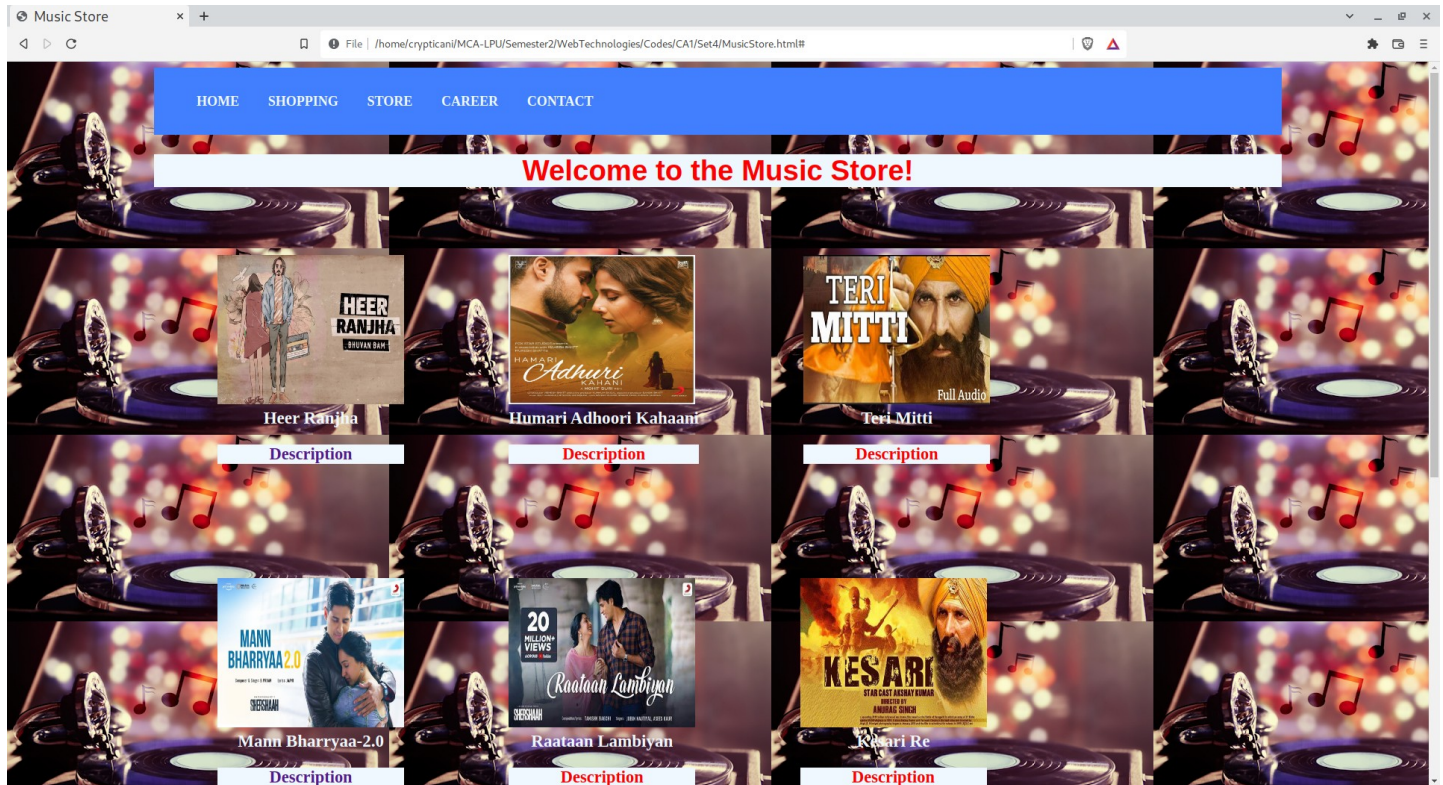 Music Store
File /home/crypticani/MCA-LPU/Semester2/WebTechnologies/Codes/CA1/Set4/MusicStore.html#
HOME SHOPPING STORE CAREER CONTACT
Welcome to the Music Store!
HEER
RANJHA
BHUVAN BAM
Heer Ranjha
Description
HAMARI
Adhuri
KAHANI
Humari Adhoori Kahaani
Description
TERI
MITTI
Full Audio
Teri Mitti
Description
MANN
BHARRYAA 2.0
SHERSHAAH
Mann Bharryaa-2.0
Description
20
MILLION+
VIEWS
Raataan Lambiyan
SHERSHAAH
Raataan Lambiyan
Description
KESARI
STAR CAST AKSHAY KUMAR
DIRECTED BY
ANURAG SINGH
Kesari Re
Description